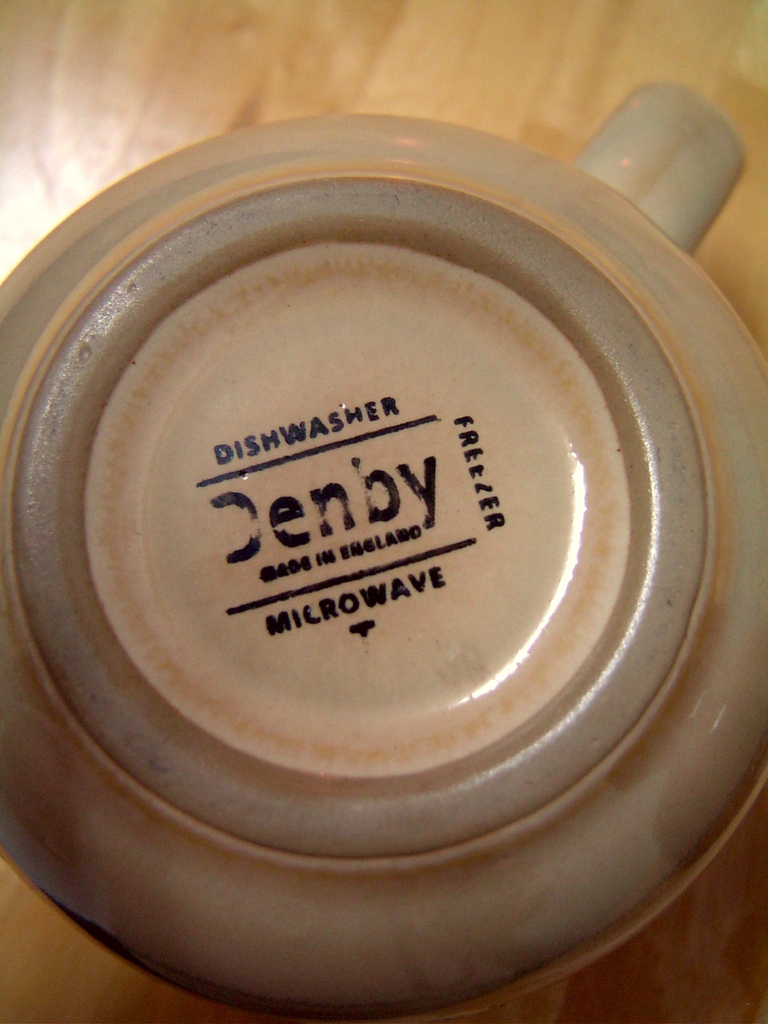 DISHWASHER
FREEZER
Denby
MADE IN ENGLAND
MICROWAVE
T